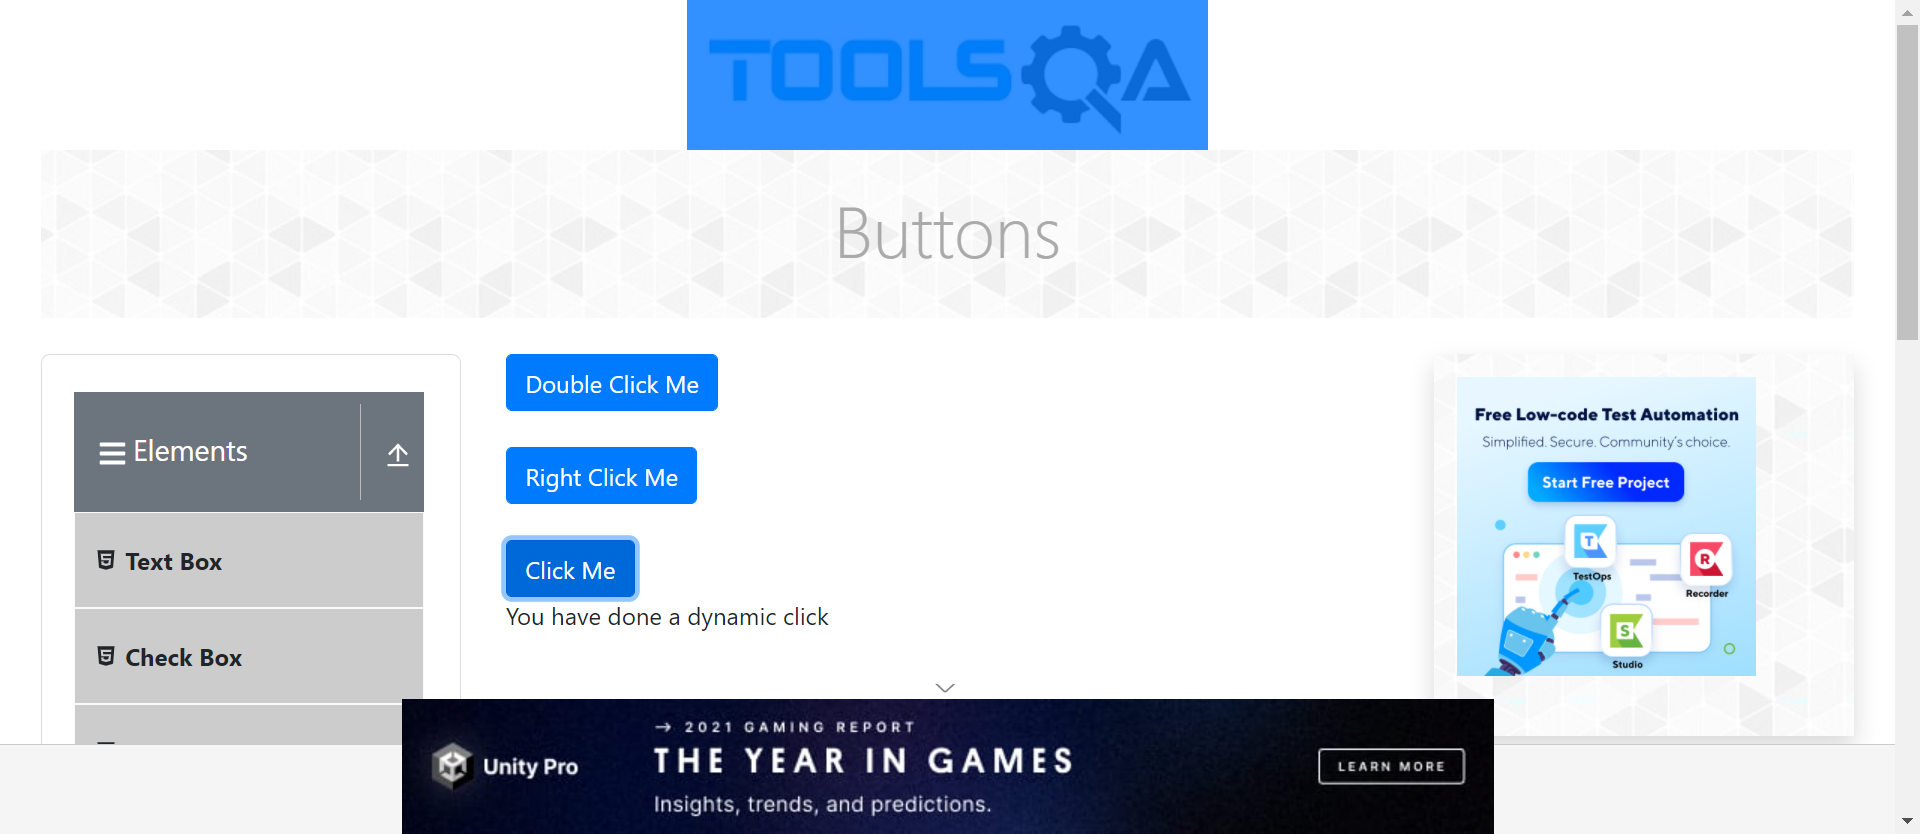 TOOLSQA
Buttons
Elements
Text Box
Check Box
Double Click Me
Right Click Me
Click Me
You have done a dynamic click
Free Low-code Test Automation
Simplified. Secure. Community's choice.
Start Free Project
TestOps
Recorder
Studio
Unity Pro
→ 2021 GAMING REPORT
THE YEAR IN GAMES
Insights, trends, and predictions.
LEARN MORE